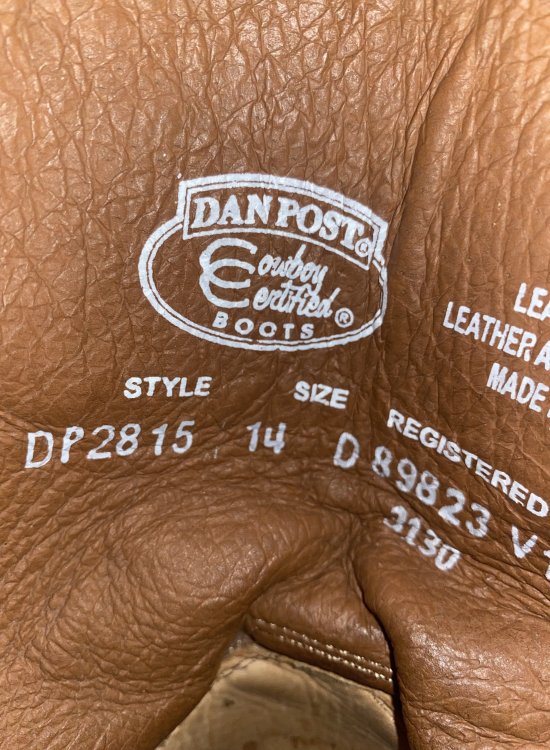 DAN POST®
Cowboy
Certified®
BOOTS
LEATHER
MADE
STYLE SIZE REGISTERED
DP2815 14 D 89823
3130